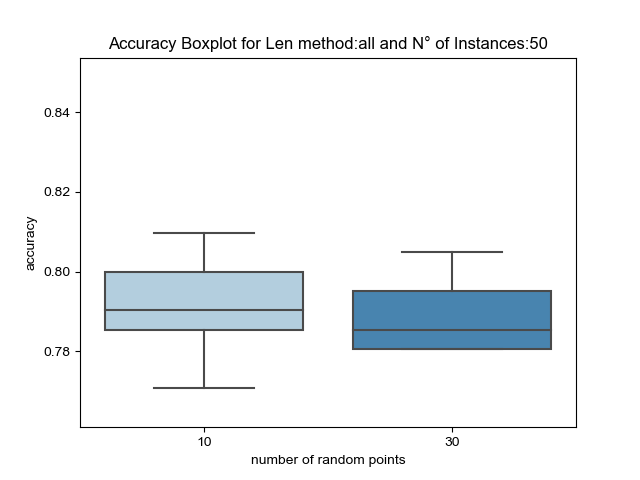 Accuracy Boxplot for Len method:all and N° of Instances:50
0.84
0.82
0.80
0.78
accuracy
10
30
number of random points